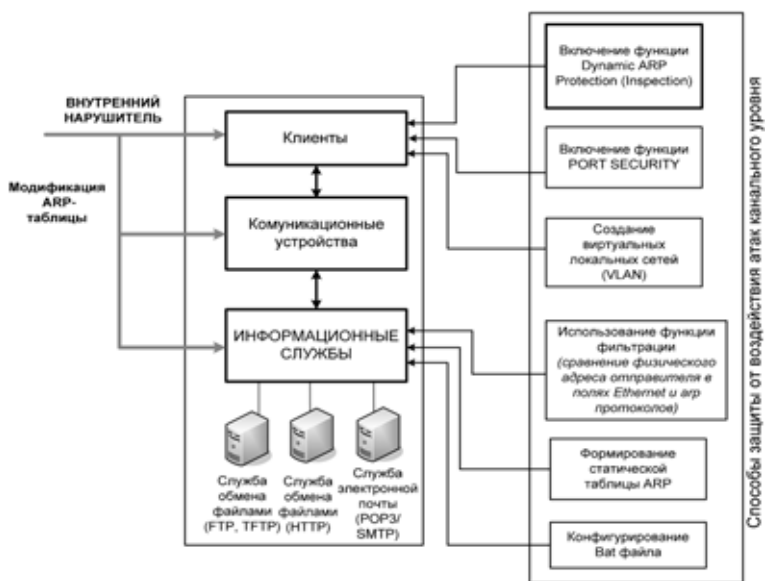 ВНУТРЕННИЙ
НАРУШИТЕЛЬ
Модификация
ARP-
таблицы
Клиенты
Комуникационные
устройства
ИНФОРМАЦИОННЫЕ
СЛУЖБЫ
Служба
обмена
файлами
(FTP, TFTP)
Служба
обмена
файлами
(HTTP)
Служба
электронной
почты
(POP3/
SMTP)
Включение функции
Dynamic ARP
Protection (Inspection)
Включение функции
PORT SECURITY
Создание
виртуальных
локальных сетей
(VLAN)
Использование функции
фильтрации
(сравнение физического
адреса отправителя в
полях Ethernet и arp
протоколов)
Формирование
статической
таблицы ARP
Конфигурирование
Bat файла
Способы защиты от воздействия атак канального уровня